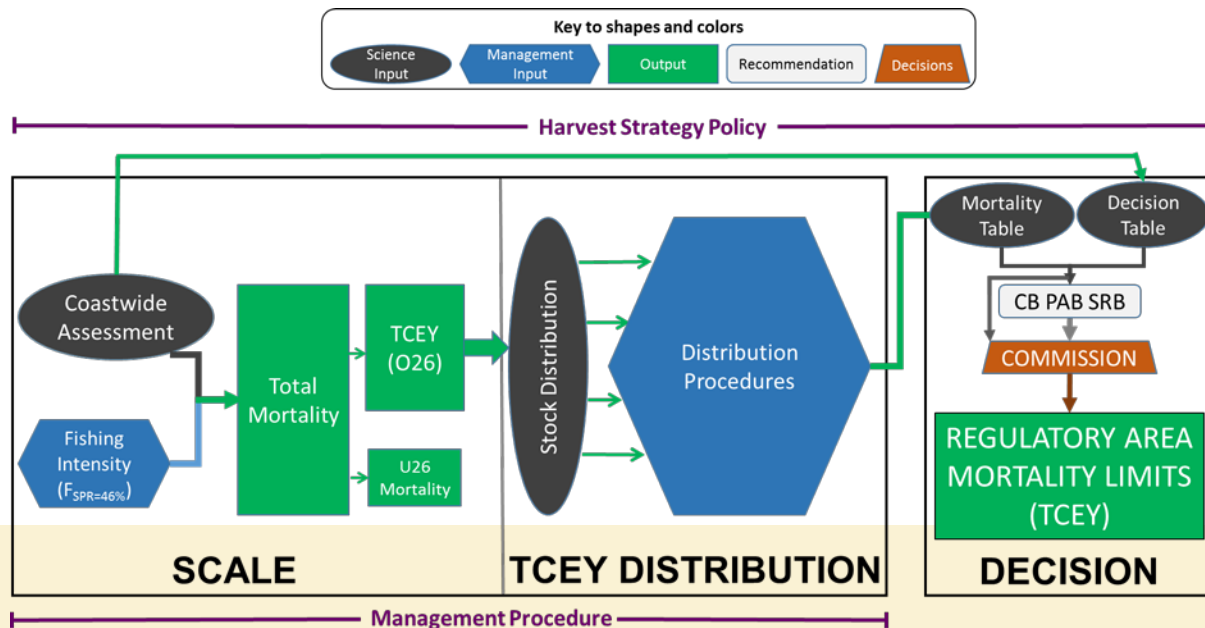 Key to shapes and colors
Science
Input
Management
Input
Output
Recommendation
Decisions
Harvest Strategy Policy
Coastwide
Assessment
Fishing
Intensity
(FSPR=46%)
Total
Mortality
TCEY
(O26)
U26
Mortality
SCALE
Stock Distribution
Distribution
Procedures
TCEY DISTRIBUTION
Mortality
Table
Decision
Table
CB PAB SRB
COMMISSION
REGULATORY AREA
MORTALITY LIMITS
(TCEY)
DECISION
Management Procedure